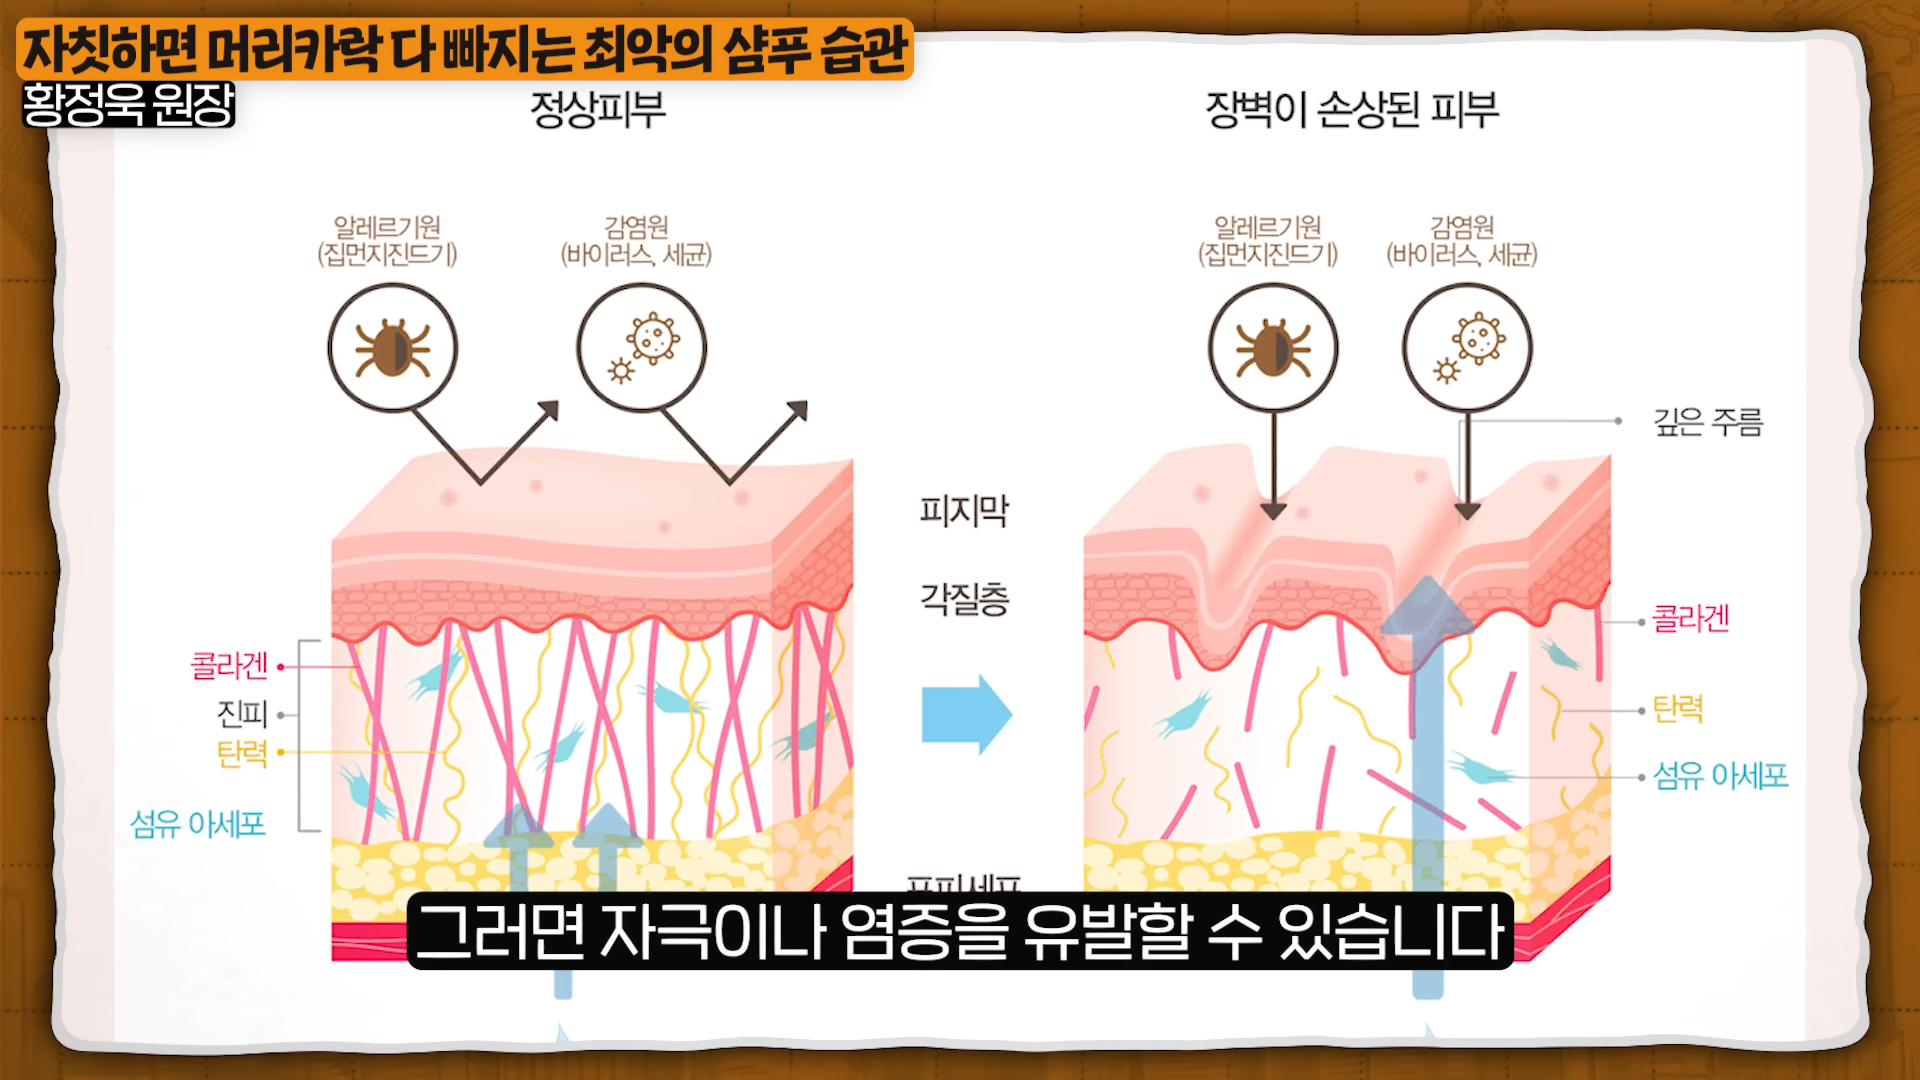 자칫하면 머리카락 다 빠지는 최악의 샴푸 습관
황정욱 원장
정상피부
장벽이 손상된 피부
알레르기원
(집먼지진드기)
감염원
(바이러스, 세균)
알레르기원
(집먼지진드기)
감염원
(바이러스, 세균)
깊은 주름
피지막
각질층
콜라겐
진피
탄력
섬유 아세포
콜라겐
탄력
섬유 아세포
그러면 자극이나 염증을 유발할 수 있습니다